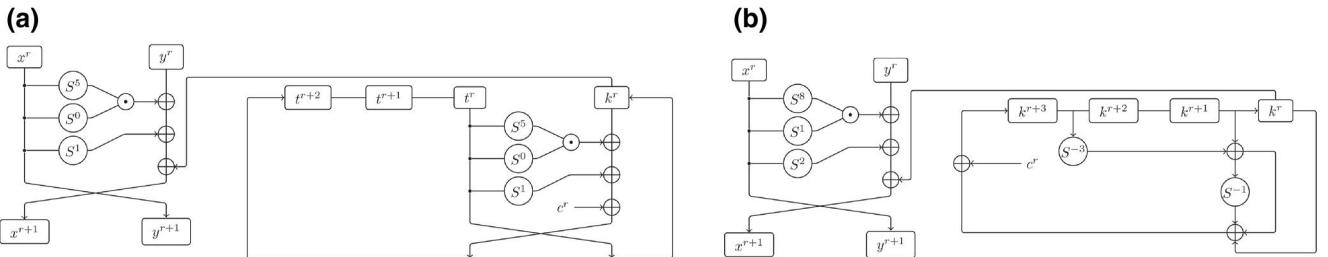 (a)
x^r
y^r
S^5
S^0
S^1
x^{r+1}
y^{r+1}
t^{r+2}
t^{r+1}
t^r
k^r
S^5
S^0
S^1
c^r
(b)
x^r
y^r
S^8
S^1
S^2
x^{r+1}
y^{r+1}
k^{r+3}
k^{r+2}
k^{r+1}
k^r
S^{-3}
c^r
S^{-1}